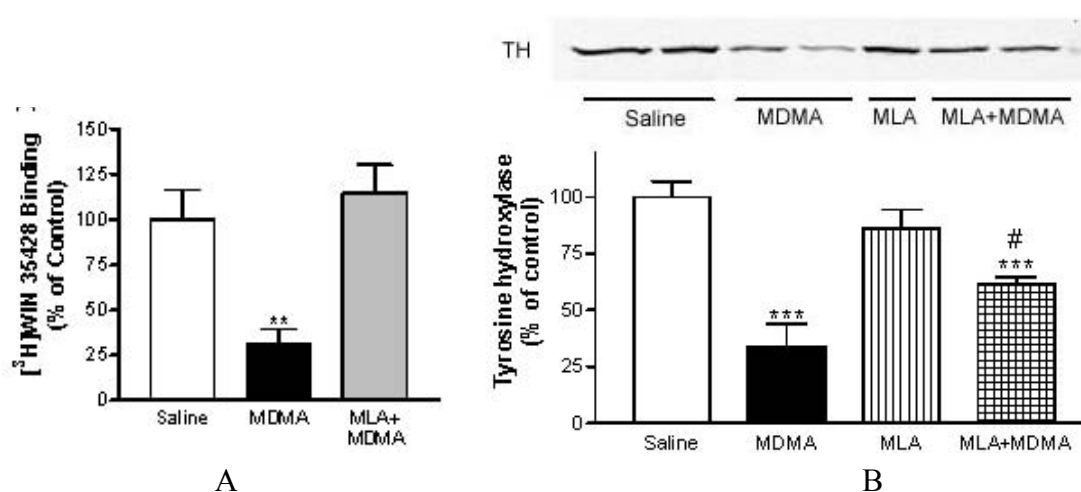 TH
Saline MDMA MLA MLA+MDMA
[³H]WIN 35428 Binding
(% of Control)
150
125
100
75
50
25
0
**
Saline MDMA MLA+
MDMA
A
Tyrosine hydroxylase
(% of control)
100
75
50
25
0
***
#
***
Saline MDMA MLA MLA+MDMA
B